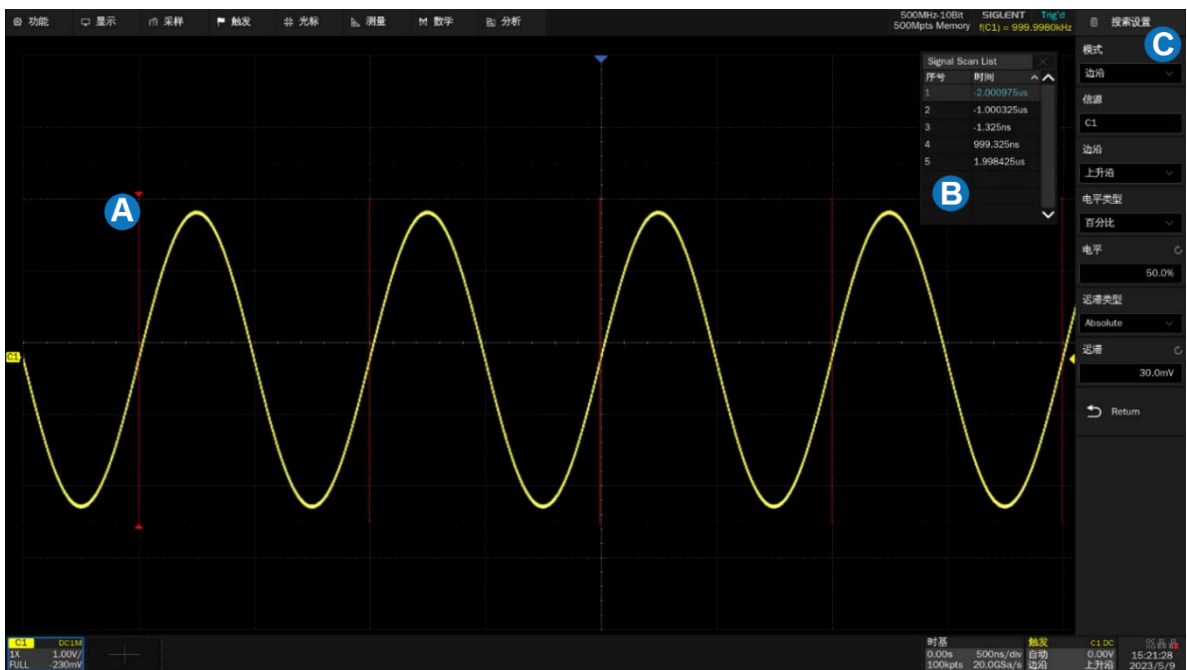 功能 显示 采样 触发 光标 测量 数学 分析
500MHz-10Bit SIGLENT Trig'd
500Mpts Memory f(C1) = 999.9980kHz
搜索设置
C
模式
边沿
信源
C1
边沿
上升沿
电平类型
百分比
电平
50.0%
迟滞类型
Absolute
迟滞
30.0mV
Return
Signal Scan List
序号 时间
1 -2.000975us
2 -1.000325us
3 -1.325ns
4 999.325ns
5 1.998425us
B
A
C1
C1 DC1M
1X 1.00V/
FULL -230mV
时基
0.00s 500ns/div
100kpts 20.0GSa/s
触发 C1 DC
自动 0.00V
边沿 上升沿
15:21:28
2023/5/9